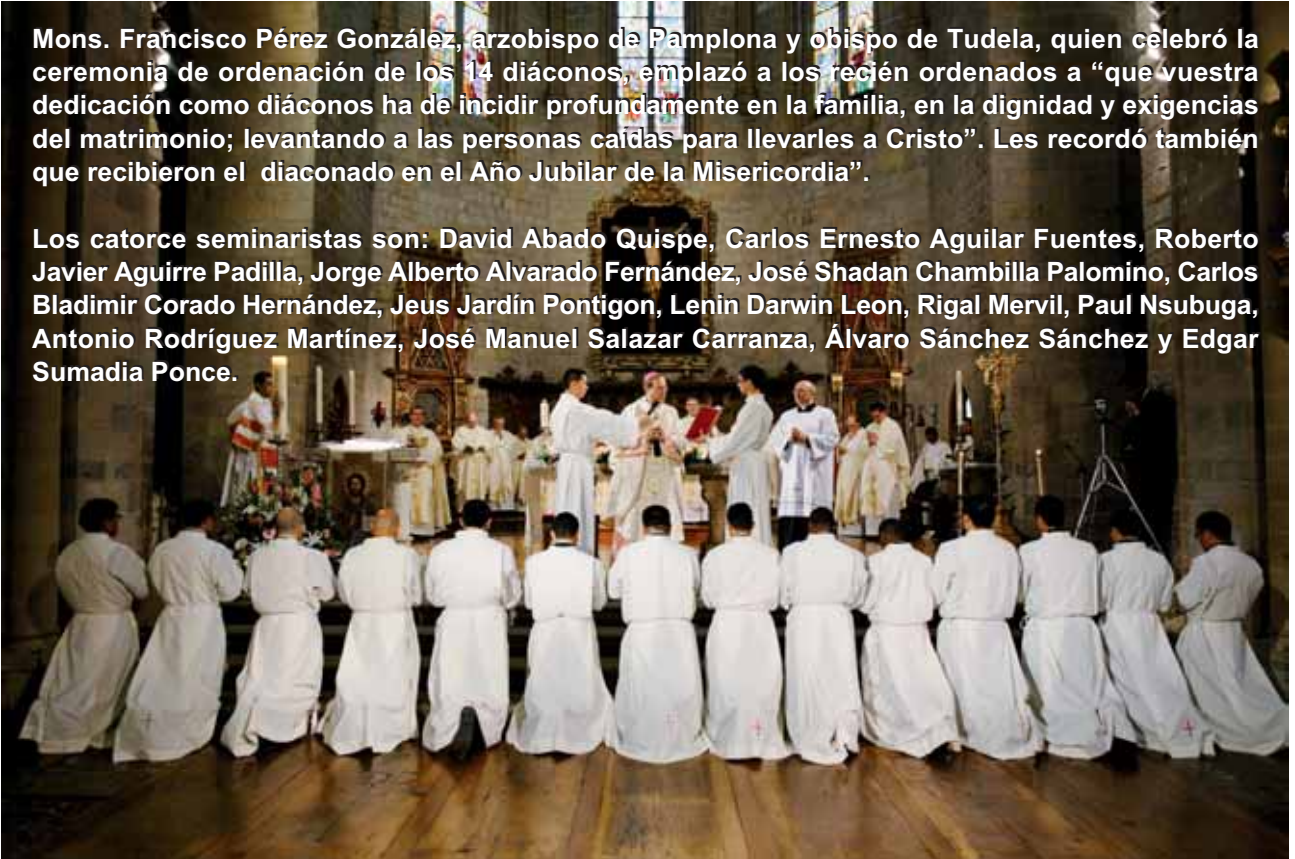 Mons. Francisco Pérez González, arzobispo de Pamplona y obispo de Tudela, quien celebró la
ceremonia de ordenación de los 14 diáconos, emplazó a los recién ordenados a “que vuestra
dedicación como diáconos ha de incidir profundamente en la familia, en la dignidad y exigencias
del matrimonio; levantando a las personas caídas para llevarles a Cristo”. Les recordó también
que recibieron el  diaconado en el Año Jubilar de la Misericordia”.
Los catorce seminaristas son: David Abado Quispe, Carlos Ernesto Aguilar Fuentes, Roberto
Javier Aguirre Padilla, Jorge Alberto Alvarado Fernández, José Shadan Chambilla Palomino, Carlos
Bladimir Corado Hernández, Jeus Jardín Pontigon, Lenin Darwin Leon, Rigal Mervil, Paul Nsubuga,
Antonio Rodríguez Martínez, José Manuel Salazar Carranza, Álvaro Sánchez Sánchez y Edgar
Sumadia Ponce.